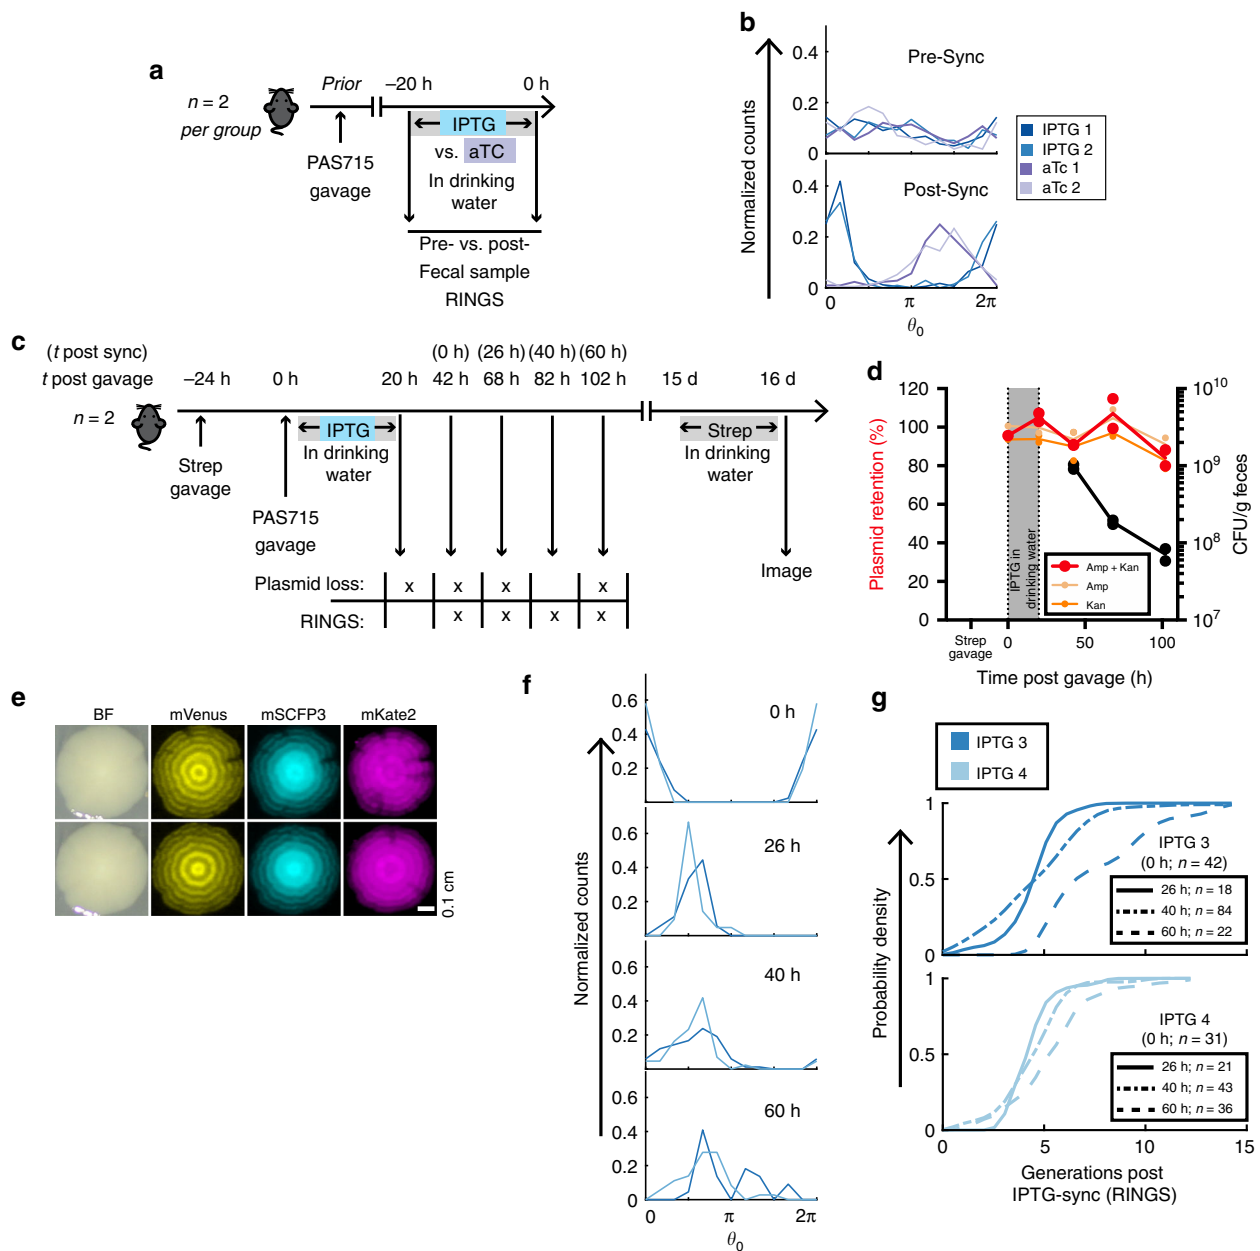 a
n = 2
per group
Prior
–20 h
0 h
PAS715
gavage
IPTG
vs. aTC
In drinking
water
Pre- vs. post-
Fecal sample
RINGS
b
Normalized counts
0.4
0.2
0
Pre-Sync
0.4
0.2
0
Post-Sync
0
π
2π
θ0
IPTG 1
IPTG 2
aTc 1
aTc 2
c
(t post sync)
(0 h)
(26 h)
(40 h)
(60 h)
t post gavage
–24 h
0 h
20 h
42 h
68 h
82 h
102 h
15 d
16 d
n = 2
Strep
gavage
PAS715
gavage
IPTG
In drinking
water
Strep
In drinking
water
Image
Plasmid loss:
x
x
x
x
RINGS:
x
x
x
x
d
Plasmid retention (%)
120
100
80
60
40
20
0
10^10
10^9
10^8
10^7
CFU/g feces
IPTG in
drinking water
Amp + Kan
Amp
Kan
Strep
gavage
0
50
100
Time post gavage (h)
e
BF
mVenus
mSCFP3
mKate2
0.1 cm
f
Normalized counts
0.6
0.4
0.2
0 h
0.6
0.4
0.2
26 h
0.6
0.4
0.2
40 h
0.6
0.4
0.2
0
60 h
0
π
2π
θ0
g
IPTG 3
IPTG 4
Probability density
1
0.5
0
IPTG 3
(0 h; n = 42)
26 h; n = 18
40 h; n = 84
60 h; n = 22
1
0.5
0
IPTG 4
(0 h; n = 31)
26 h; n = 21
40 h; n = 43
60 h; n = 36
0
5
10
15
Generations post
IPTG-sync (RINGS)